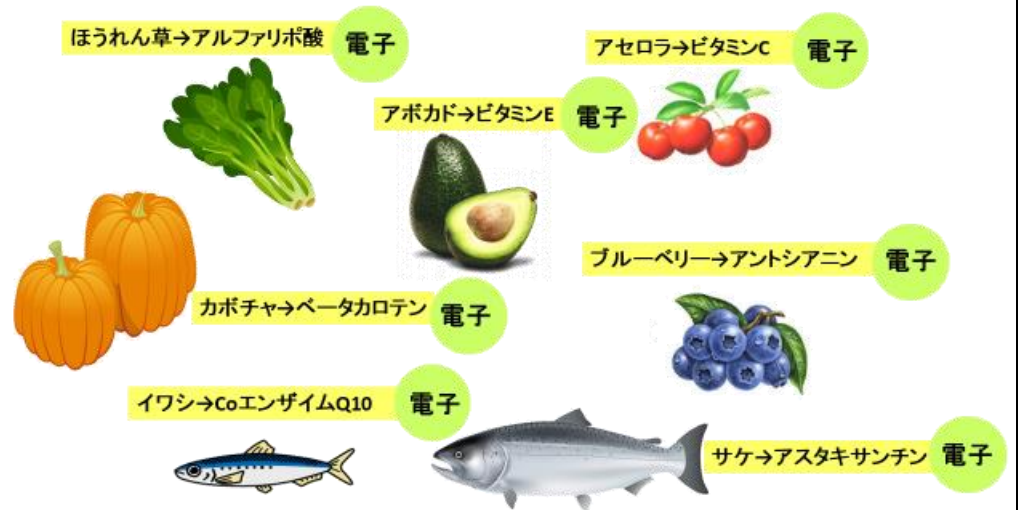 ほうれん草→アルファリポ酸 電子
アセロラ→ビタミンC 電子
アボカド→ビタミンE 電子
ブルーベリー→アントシアニン 電子
カボチャ→ベータカロテン 電子
イワシ→CoエンザイムQ10 電子
サケ→アスタキサンチン 電子